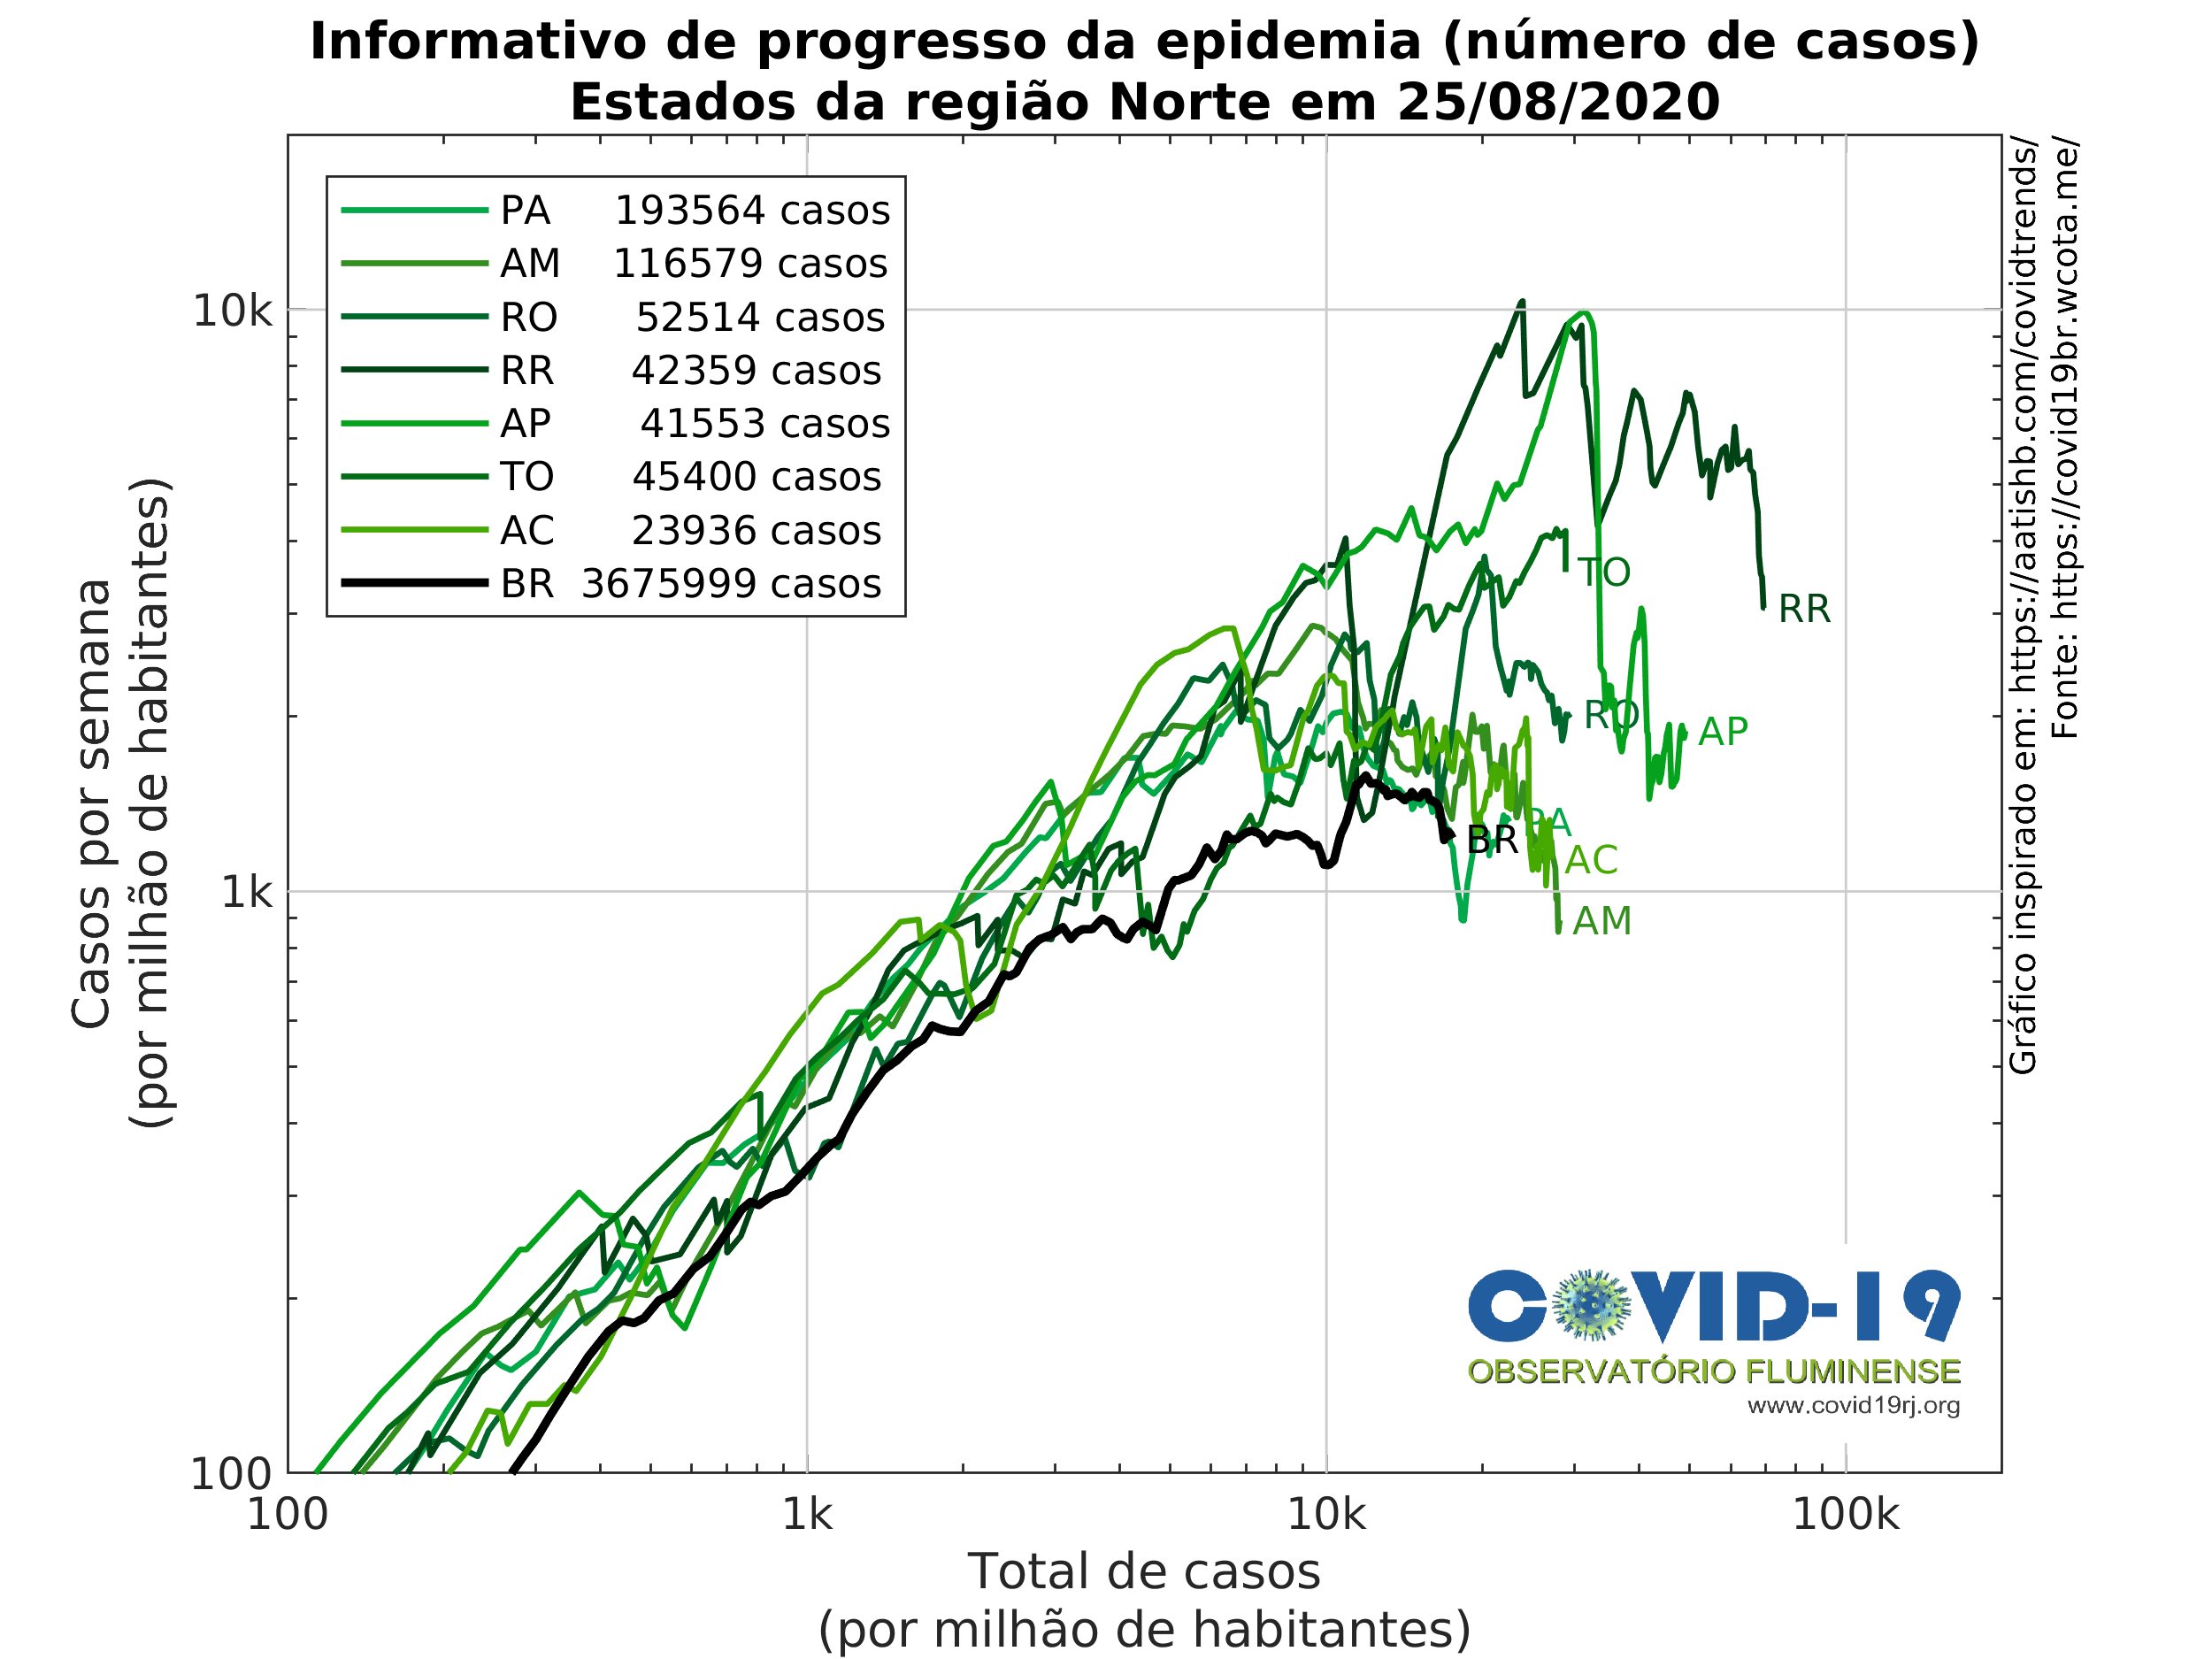 Informativo de progresso da epidemia (número de casos)
Estados da região Norte em 25/08/2020
PA 193564 casos
AM 116579 casos
RO 52514 casos
RR 42359 casos
AP 41553 casos
TO 45400 casos
AC 23936 casos
BR 3675999 casos
10k
1k
100
Casos por semana
(por milhão de habitantes)
TO
RR
RO
AP
PA
BR
AC
AM
Gráfico inspirado em: https://aatishb.com/covidtrends/
Fonte: https://covid19br.wcota.me/
COVID-19
OBSERVATÓRIO FLUMINENSE
www.covid19rj.org
100
1k
10k
100k
Total de casos
(por milhão de habitantes)